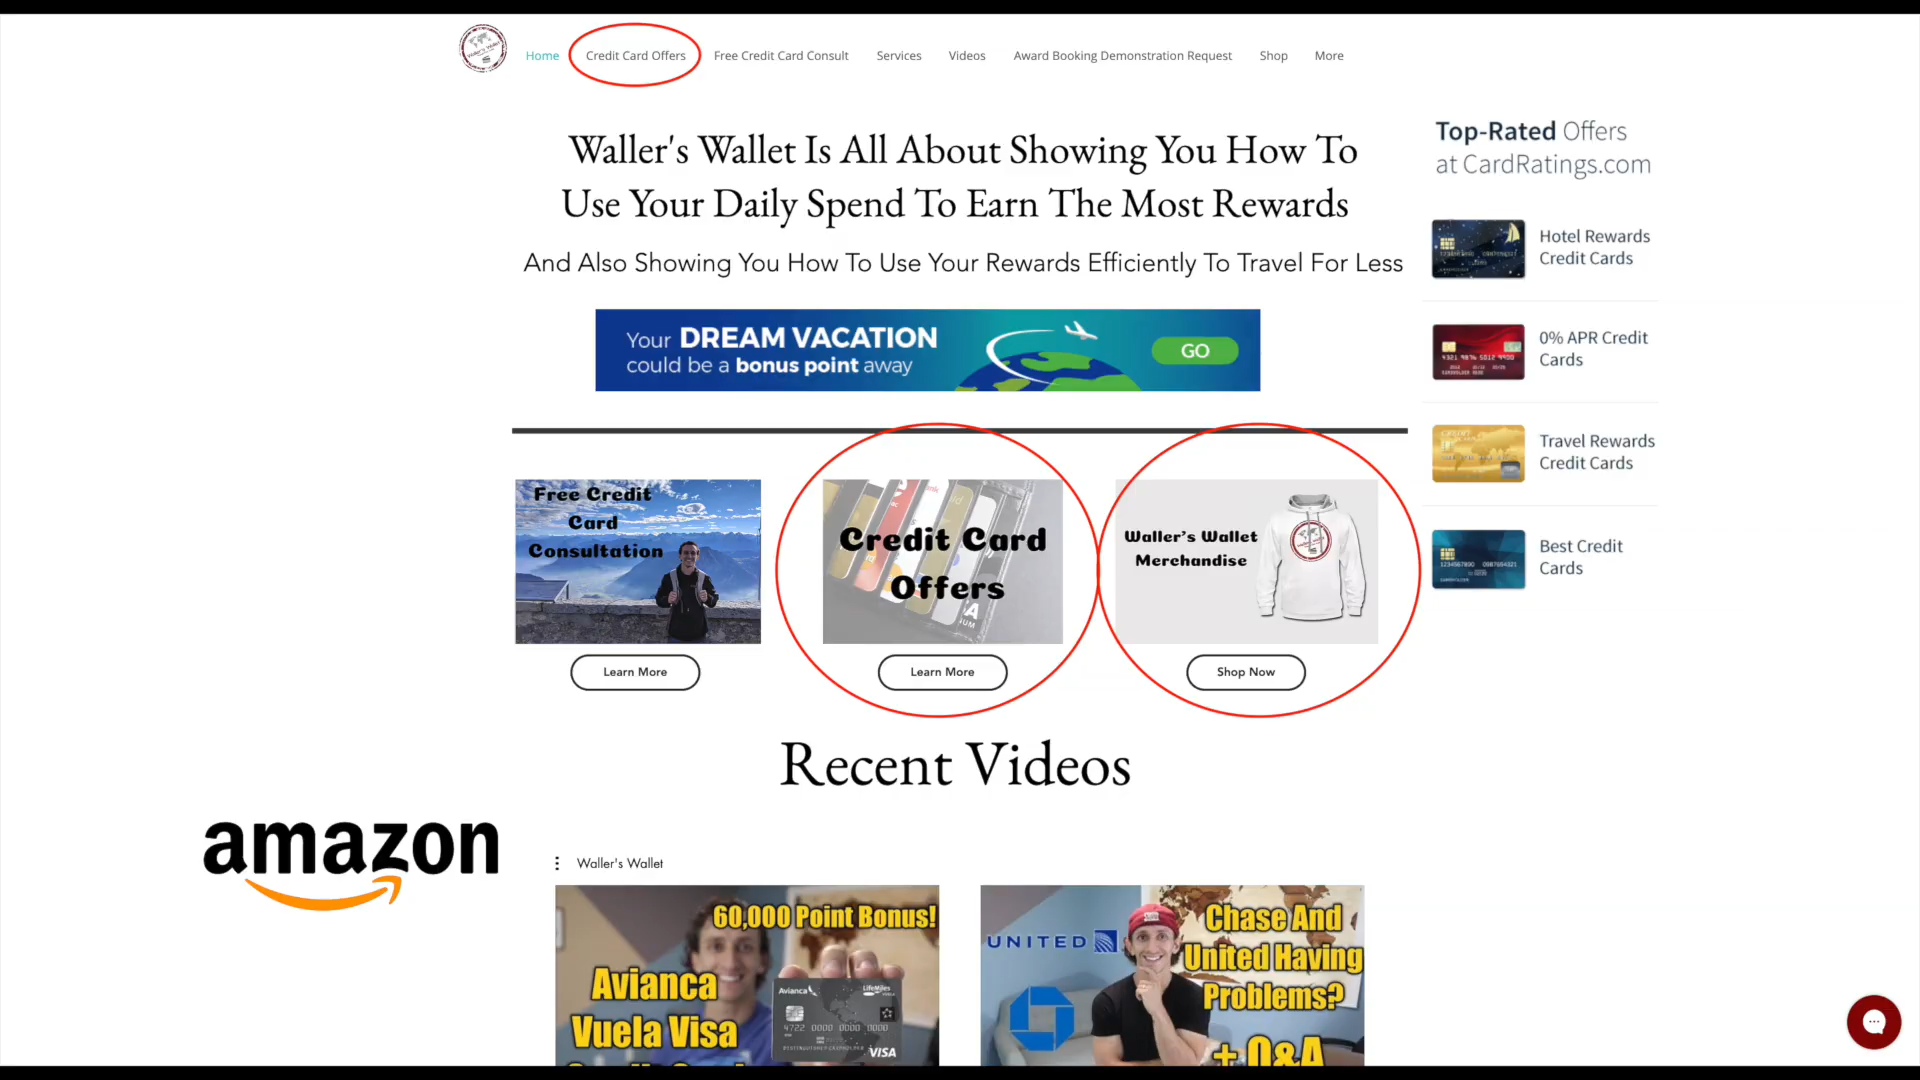 Home
Credit Card Offers
Free Credit Card Consult
Services
Videos
Award Booking Demonstration Request
Shop
More
Waller's Wallet Is All About Showing You How To
Use Your Daily Spend To Earn The Most Rewards
And Also Showing You How To Use Your Rewards Efficiently To Travel For Less
Your DREAM VACATION
could be a bonus point away
GO
Top-Rated Offers
at CardRatings.com
Hotel Rewards
Credit Cards
0% APR Credit
Cards
Travel Rewards
Credit Cards
Best Credit
Cards
Free Credit
Card
Consultation
Learn More
Credit Card
Offers
Learn More
Waller's Wallet
Merchandise
Shop Now
Recent Videos
amazon
Waller's Wallet
60,000 Point Bonus!
Avianca
Vuela Visa
Avianca
LifeMiles
4722 0000 0000 0000
VISA
UNITED
Chase And
United Having
Problems?
+ Q&A